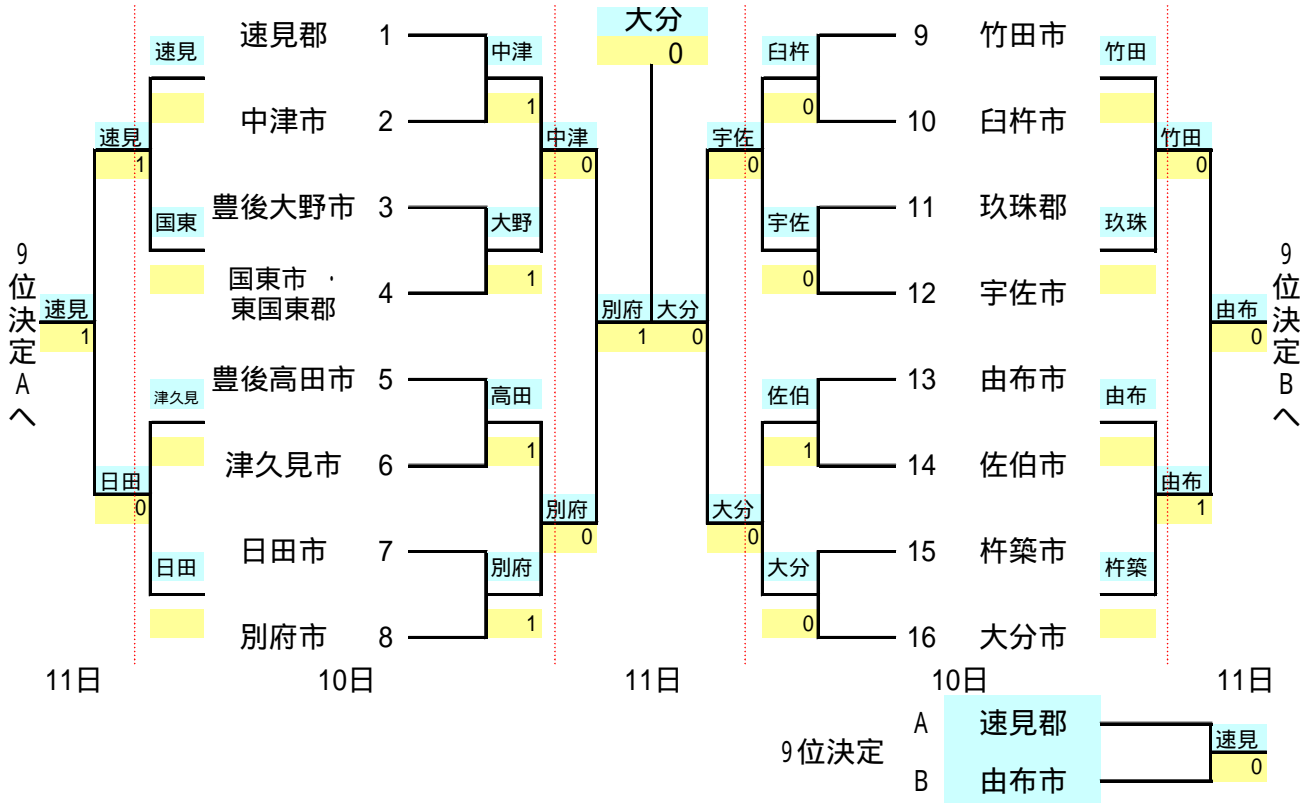 大分
0
速見郡 1
9 竹田市
速見
中津
臼杵
竹田
1
0
中津市 2
10 臼杵市
速見
1
中津
0
宇佐
0
竹田
0
豊後大野市 3
11 玖珠郡
国東
大野
宇佐
玖珠
1
0
国東市 ・
東国東郡
4
12 宇佐市
9位決定Aへ
9位決定Bへ
速見
1
別府
1
大分
0
由布
0
豊後高田市 5
13 由布市
津久見
高田
佐伯
由布
1
1
津久見市 6
14 佐伯市
日田
0
別府
0
大分
0
由布
1
日田市 7
15 杵築市
日田
別府
大分
杵築
1
0
別府市 8
16 大分市
11日
10日
11日
10日
11日
9位決定
A 速見郡
速見
0
B 由布市